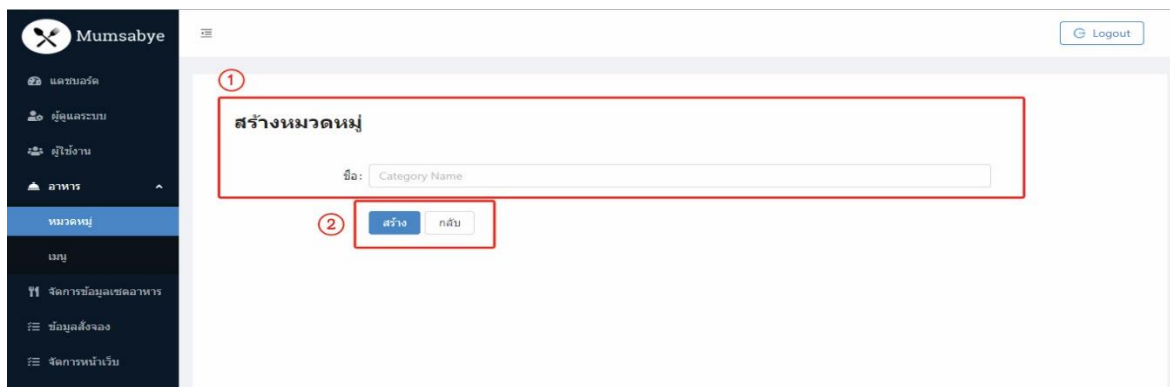 Mumsabye
Logout
แดชบอร์ด
ผู้ดูแลระบบ
ผู้ใช้งาน
อาหาร
หมวดหมู่
เมนู
จัดการข้อมูลเซตอาหาร
ข้อมูลสั่งจอง
จัดการหน้าเว็บ
1
สร้างหมวดหมู่
ชื่อ: Category Name
2
สร้าง กลับ